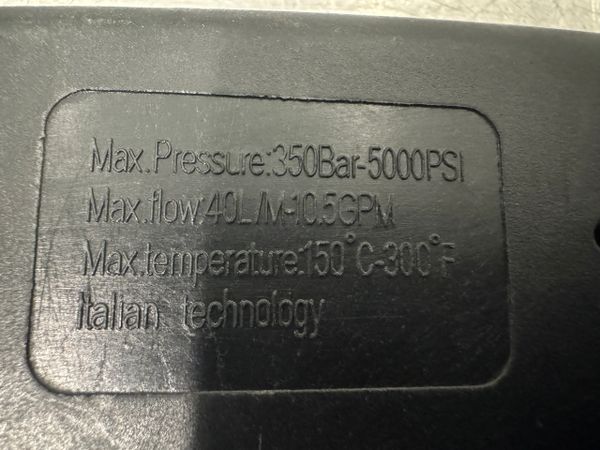 Max.Pressure:350Bar-5000PSI
Max.flow:40L/M-10.5GPM
Max.temperature:150°C-300°F
Italian technology